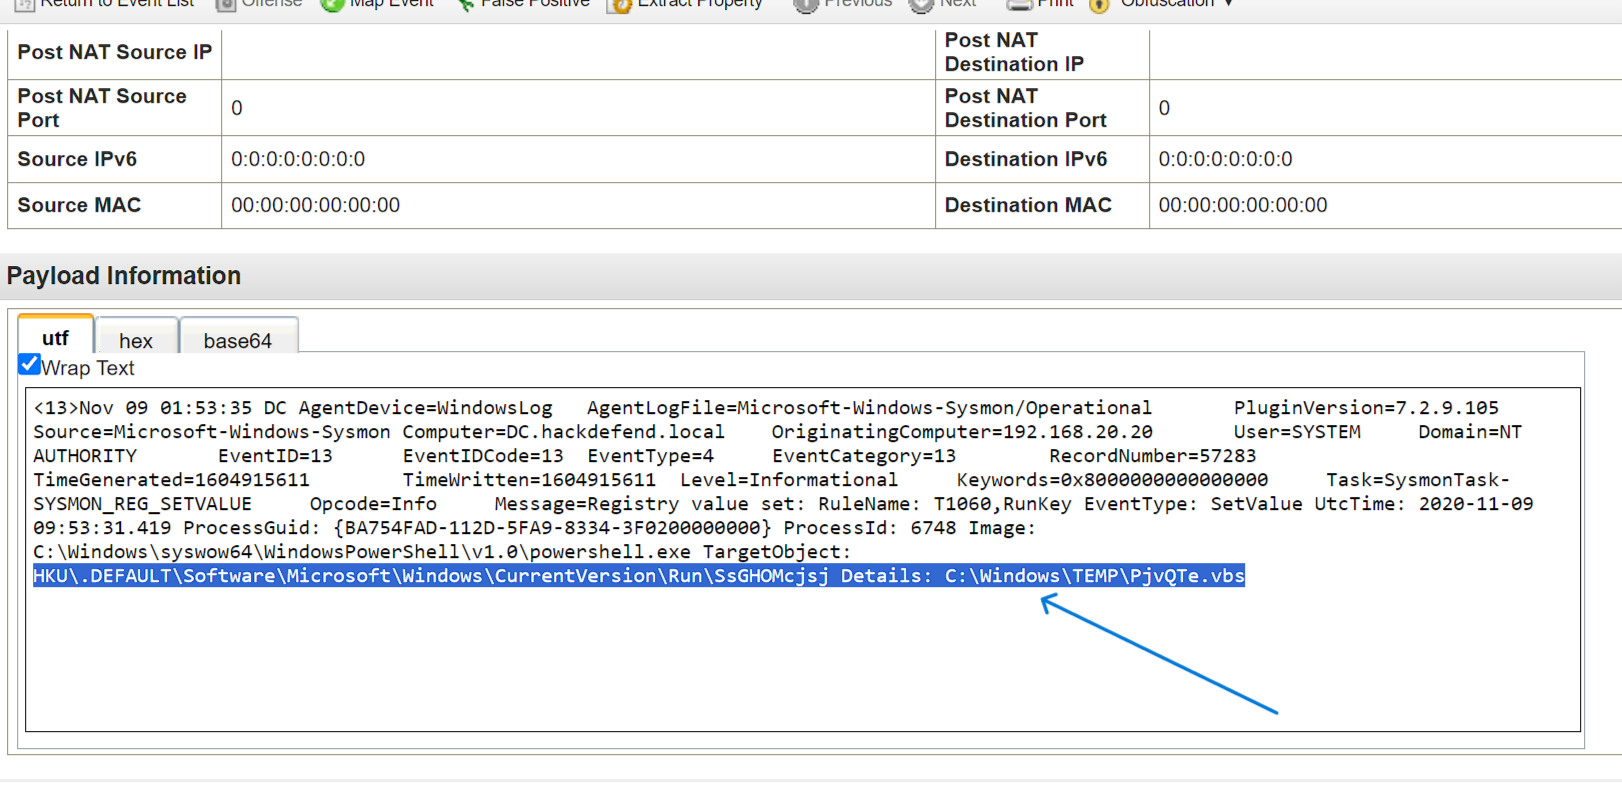 Return to Event List Offense Map Event False Positive Extract Property Previous Next Print Obfuscation ▼
Post NAT Source IP
Post NAT
Destination IP
Post NAT Source
Port
0
Post NAT
Destination Port
0
Source IPv6 0:0:0:0:0:0:0:0 Destination IPv6 0:0:0:0:0:0:0:0
Source MAC 00:00:00:00:00:00 Destination MAC 00:00:00:00:00:00
Payload Information
utf hex base64
Wrap Text
<13>Nov 09 01:53:35 DC AgentDevice=WindowsLog AgentLogFile=Microsoft-Windows-Sysmon/Operational PluginVersion=7.2.9.105
Source=Microsoft-Windows-Sysmon Computer=DC.hackdefend.local OriginatingComputer=192.168.20.20 User=SYSTEM Domain=NT
AUTHORITY EventID=13 EventIDCode=13 EventType=4 EventCategory=13 RecordNumber=57283
TimeGenerated=1604915611 TimeWritten=1604915611 Level=Informational Keywords=0x8000000000000000 Task=SysmonTask-
SYSMON_REG_SETVALUE Opcode=Info Message=Registry value set: RuleName: T1060,RunKey EventType: SetValue UtcTime: 2020-11-09
09:53:31.419 ProcessGuid: {BA754FAD-112D-5FA9-8334-3F0200000000} ProcessId: 6748 Image:
C:\Windows\syswow64\WindowsPowerShell\v1.0\powershell.exe TargetObject:
HKU\.DEFAULT\Software\Microsoft\Windows\CurrentVersion\Run\SsGHOMcjsj Details: C:\Windows\TEMP\PjvQTe.vbs